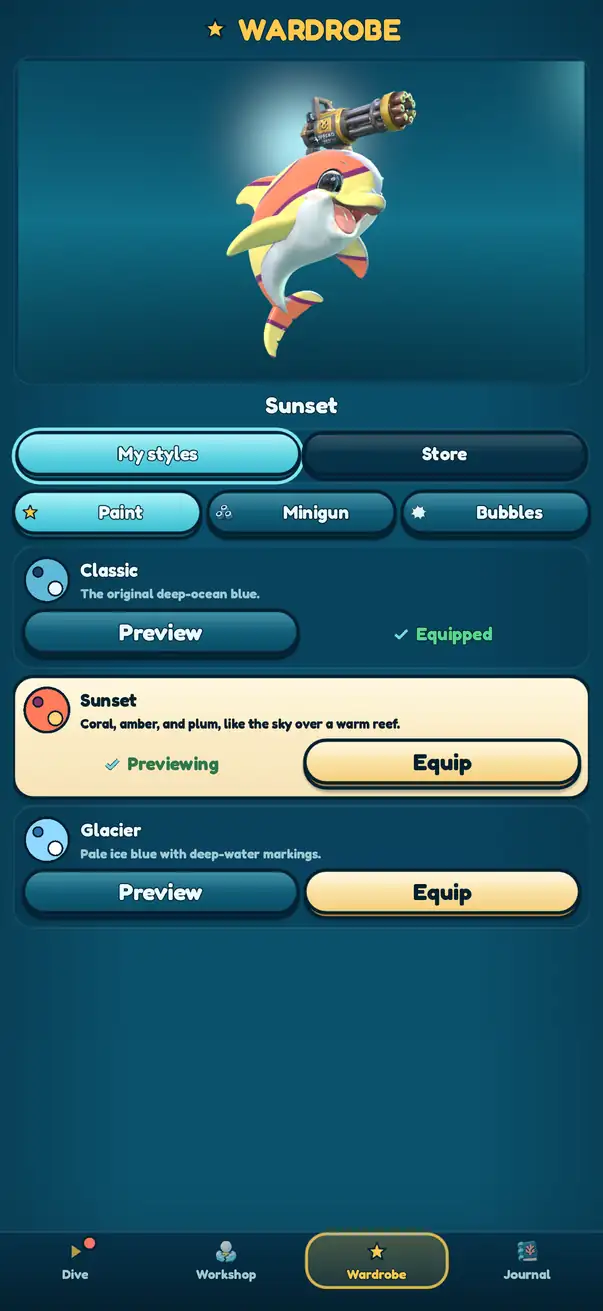 WARDROBE
Sunset
My styles
Store
Paint
Minigun
Bubbles
Classic
The original deep-ocean blue.
Preview
Equipped
Sunset
Coral, amber, and plum, like the sky over a warm reef.
Previewing
Equip
Glacier
Pale ice blue with deep-water markings.
Preview
Equip
Dive
Workshop
Wardrobe
Journal